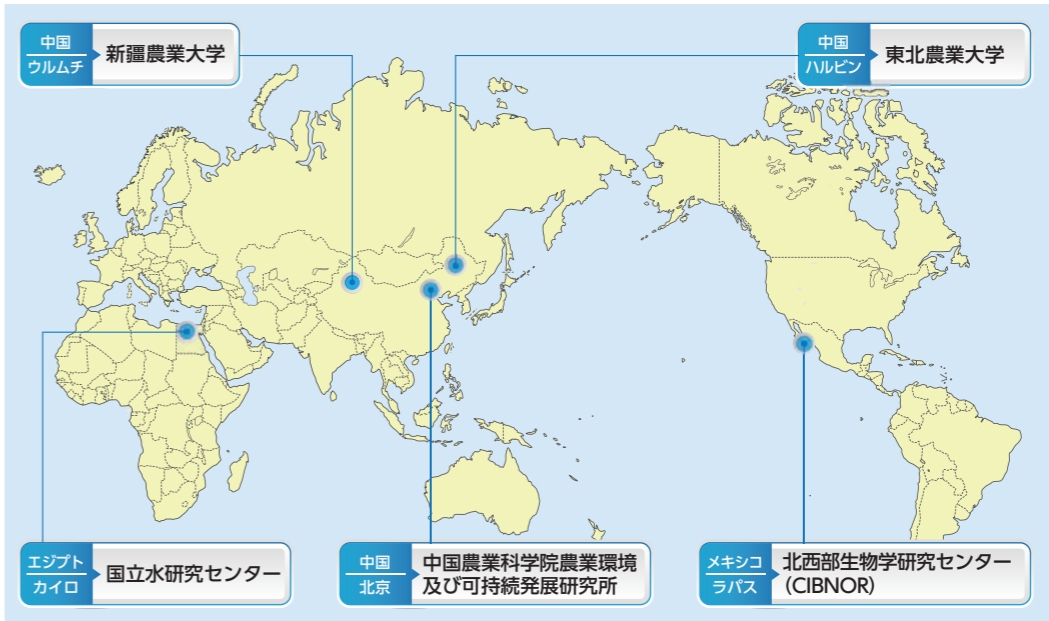 中国
ウルムチ
新疆農業大学
中国
ハルビン
東北農業大学
エジプト
カイロ
国立水研究センター
中国
北京
中国農業科学院農業環境
及び可持続発展研究所
メキシコ
ラパス
北西部生物学研究センター
(CIBNOR)